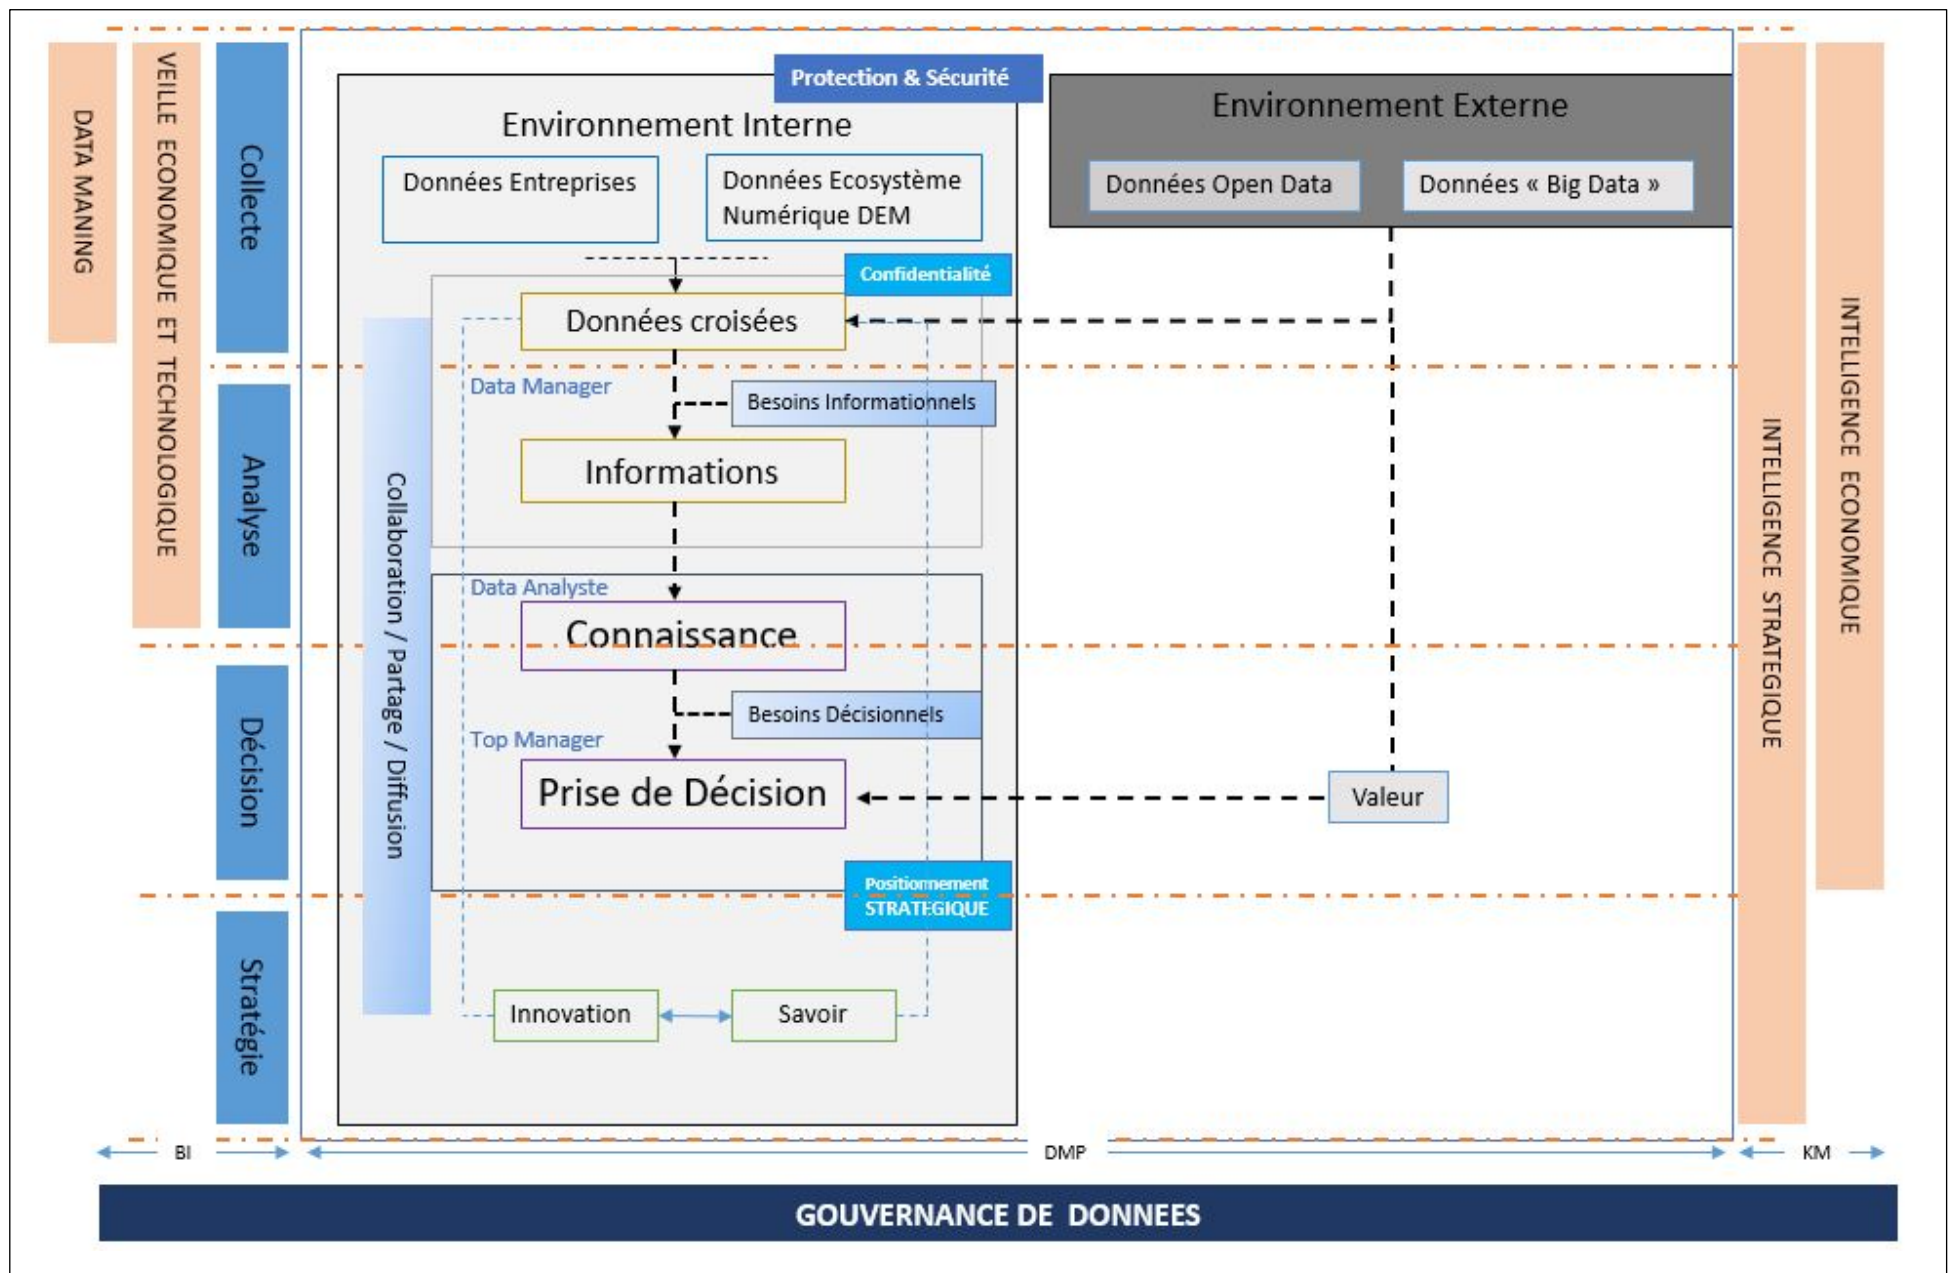 DATA MANING
VEILLE ECONOMIQUE ET TECHNOLOGIQUE
Collecte
Analyse
Décision
Stratégie
Protection & Sécurité
Environnement Interne
Données Entreprises
Données Ecosystème
Numérique DEM
Environnement Externe
Données Open Data
Données « Big Data »
Confidentialité
Données croisées
Data Manager
Besoins Informationnels
Informations
Collaboration / Partage / Diffusion
Data Analyste
Connaissance
Besoins Décisionnels
Top Manager
Prise de Décision
Valeur
Positionnement
STRATEGIQUE
Innovation
Savoir
INTELLIGENCE STRATEGIQUE
INTELLIGENCE ECONOMIQUE
BI
DMP
KM
GOUVERNANCE DE DONNEES